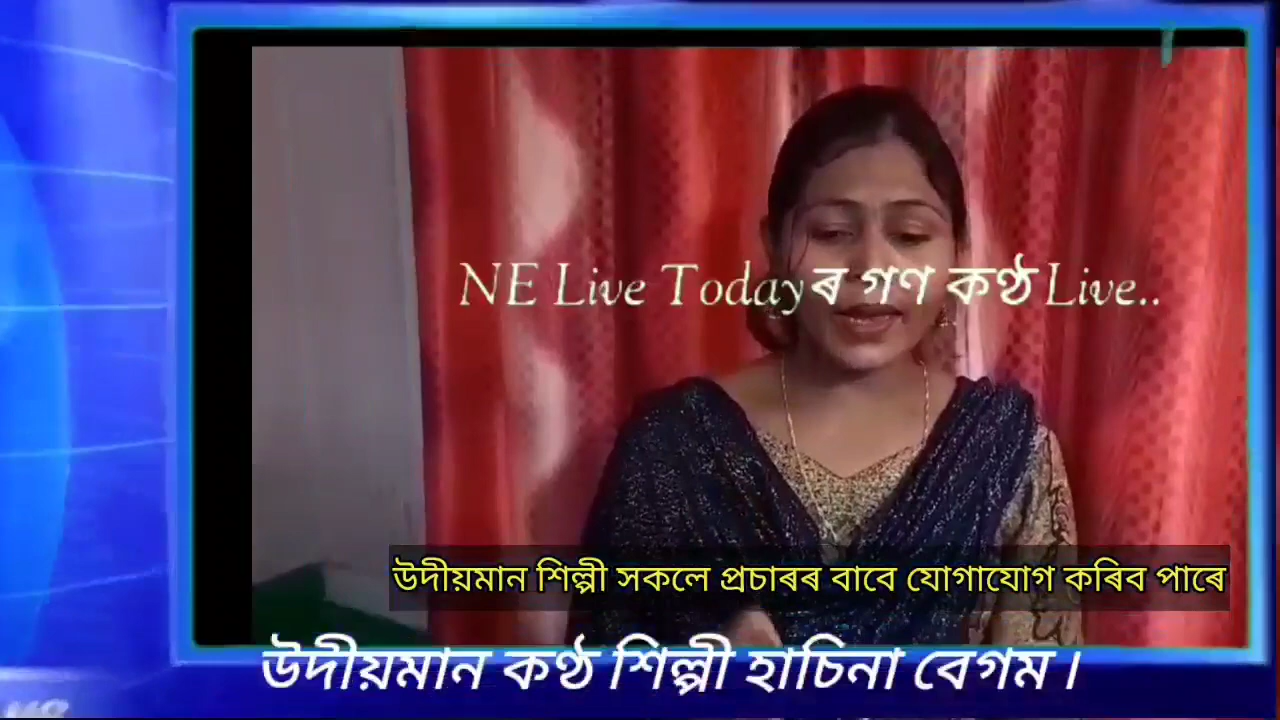 NE Live Todayৰ গণ কণ্ঠ Live..
উদীয়মান শিল্পী সকলে প্ৰচাৰৰ বাবে যোগাযোগ কৰিব পাৰে
উদীয়মান কণ্ঠ শিল্পী হাচিনা বেগম।